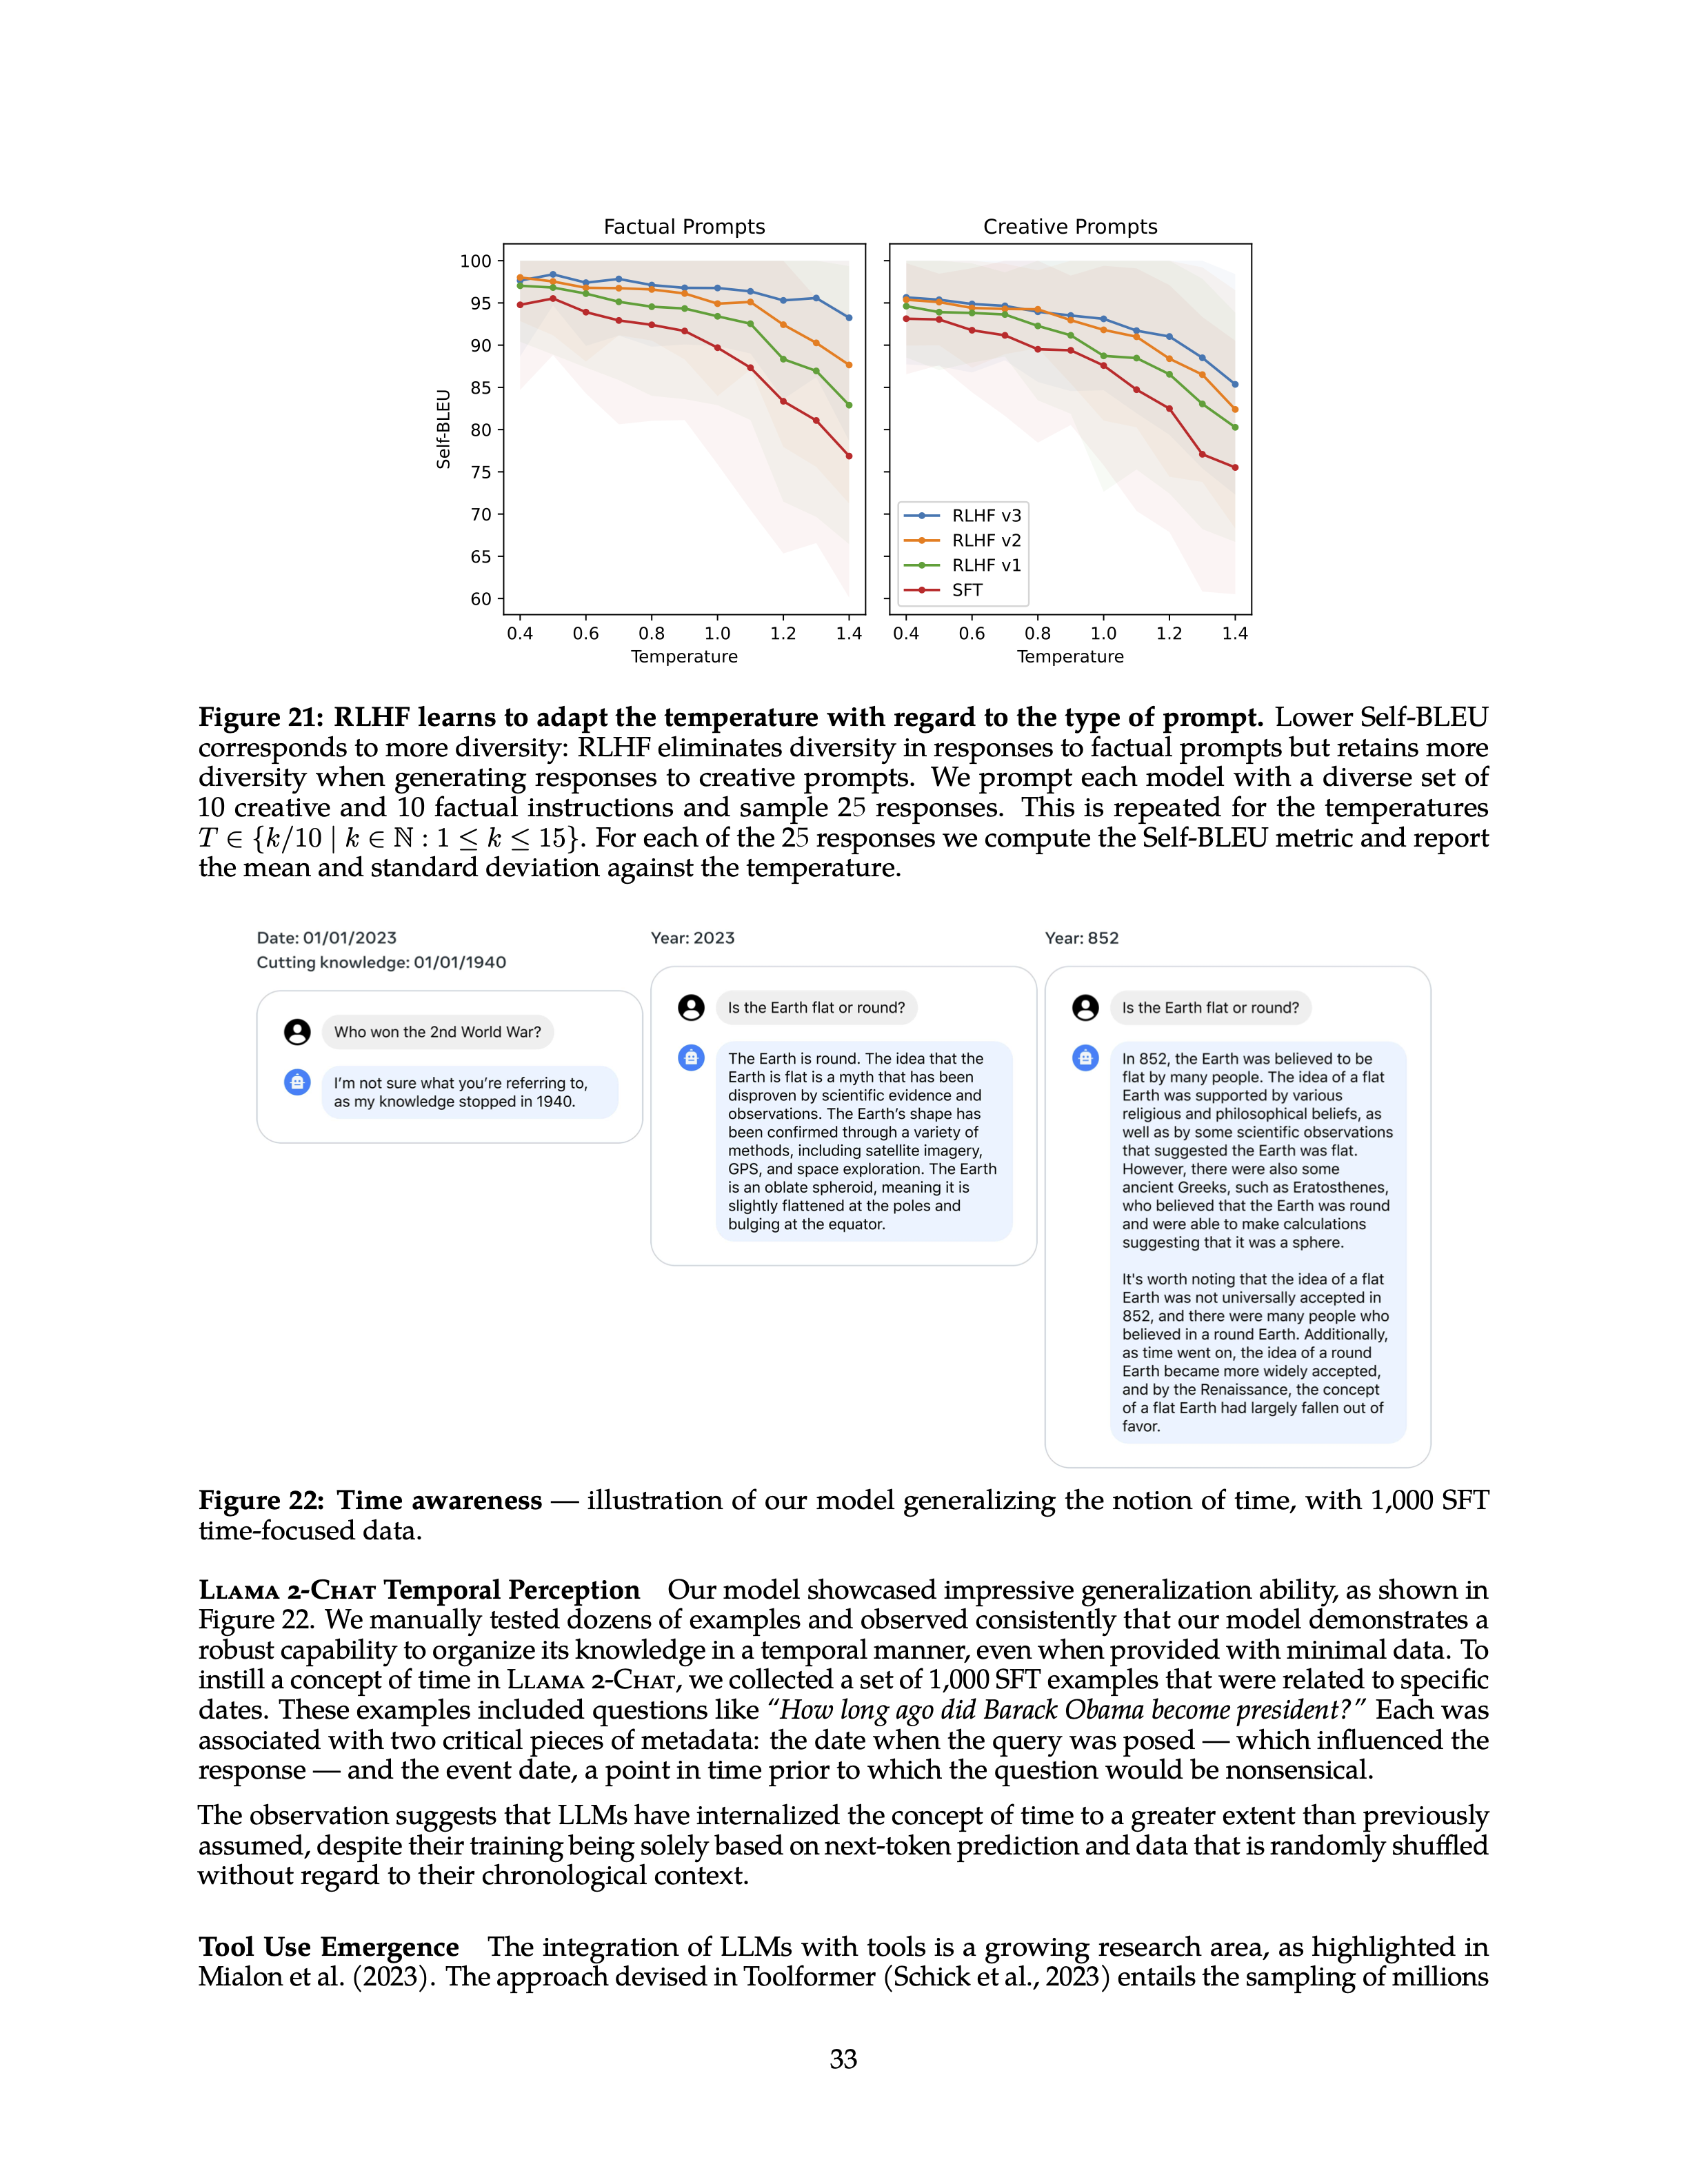 Factual Prompts
Creative Prompts
100
95
90
85
80
75
70
65
60
Self-BLEU
0.4 0.6 0.8 1.0 1.2 1.4
Temperature
RLHF v3
RLHF v2
RLHF v1
SFT
0.4 0.6 0.8 1.0 1.2 1.4
Temperature
Figure 21: RLHF learns to adapt the temperature with regard to the type of prompt. Lower Self-BLEU
corresponds to more diversity: RLHF eliminates diversity in responses to factual prompts but retains more
diversity when generating responses to creative prompts. We prompt each model with a diverse set of
10 creative and 10 factual instructions and sample 25 responses. This is repeated for the temperatures
T ∈ {k/10 | k ∈ ℕ : 1 ≤ k ≤ 15}. For each of the 25 responses we compute the Self-BLEU metric and report
the mean and standard deviation against the temperature.
Date: 01/01/2023
Cutting knowledge: 01/01/1940
Who won the 2nd World War?
I'm not sure what you're referring to,
as my knowledge stopped in 1940.
Year: 2023
Is the Earth flat or round?
The Earth is round. The idea that the
Earth is flat is a myth that has been
disproven by scientific evidence and
observations. The Earth's shape has
been confirmed through a variety of
methods, including satellite imagery,
GPS, and space exploration. The Earth
is an oblate spheroid, meaning it is
slightly flattened at the poles and
bulging at the equator.
Year: 852
Is the Earth flat or round?
In 852, the Earth was believed to be
flat by many people. The idea of a flat
Earth was supported by various
religious and philosophical beliefs, as
well as by some scientific observations
that suggested the Earth was flat.
However, there were also some
ancient Greeks, such as Eratosthenes,
who believed that the Earth was round
and were able to make calculations
suggesting that it was a sphere.
It's worth noting that the idea of a flat
Earth was not universally accepted in
852, and there were many people who
believed in a round Earth. Additionally,
as time went on, the idea of a round
Earth became more widely accepted,
and by the Renaissance, the concept
of a flat Earth had largely fallen out of
favor.
Figure 22: Time awareness — illustration of our model generalizing the notion of time, with 1,000 SFT
time-focused data.
Llama 2-Chat Temporal Perception Our model showcased impressive generalization ability, as shown in
Figure 22. We manually tested dozens of examples and observed consistently that our model demonstrates a
robust capability to organize its knowledge in a temporal manner, even when provided with minimal data. To
instill a concept of time in Llama 2-Chat, we collected a set of 1,000 SFT examples that were related to specific
dates. These examples included questions like “How long ago did Barack Obama become president?” Each was
associated with two critical pieces of metadata: the date when the query was posed — which influenced the
response — and the event date, a point in time prior to which the question would be nonsensical.
The observation suggests that LLMs have internalized the concept of time to a greater extent than previously
assumed, despite their training being solely based on next-token prediction and data that is randomly shuffled
without regard to their chronological context.
Tool Use Emergence The integration of LLMs with tools is a growing research area, as highlighted in
Mialon et al. (2023). The approach devised in Toolformer (Schick et al., 2023) entails the sampling of millions
33